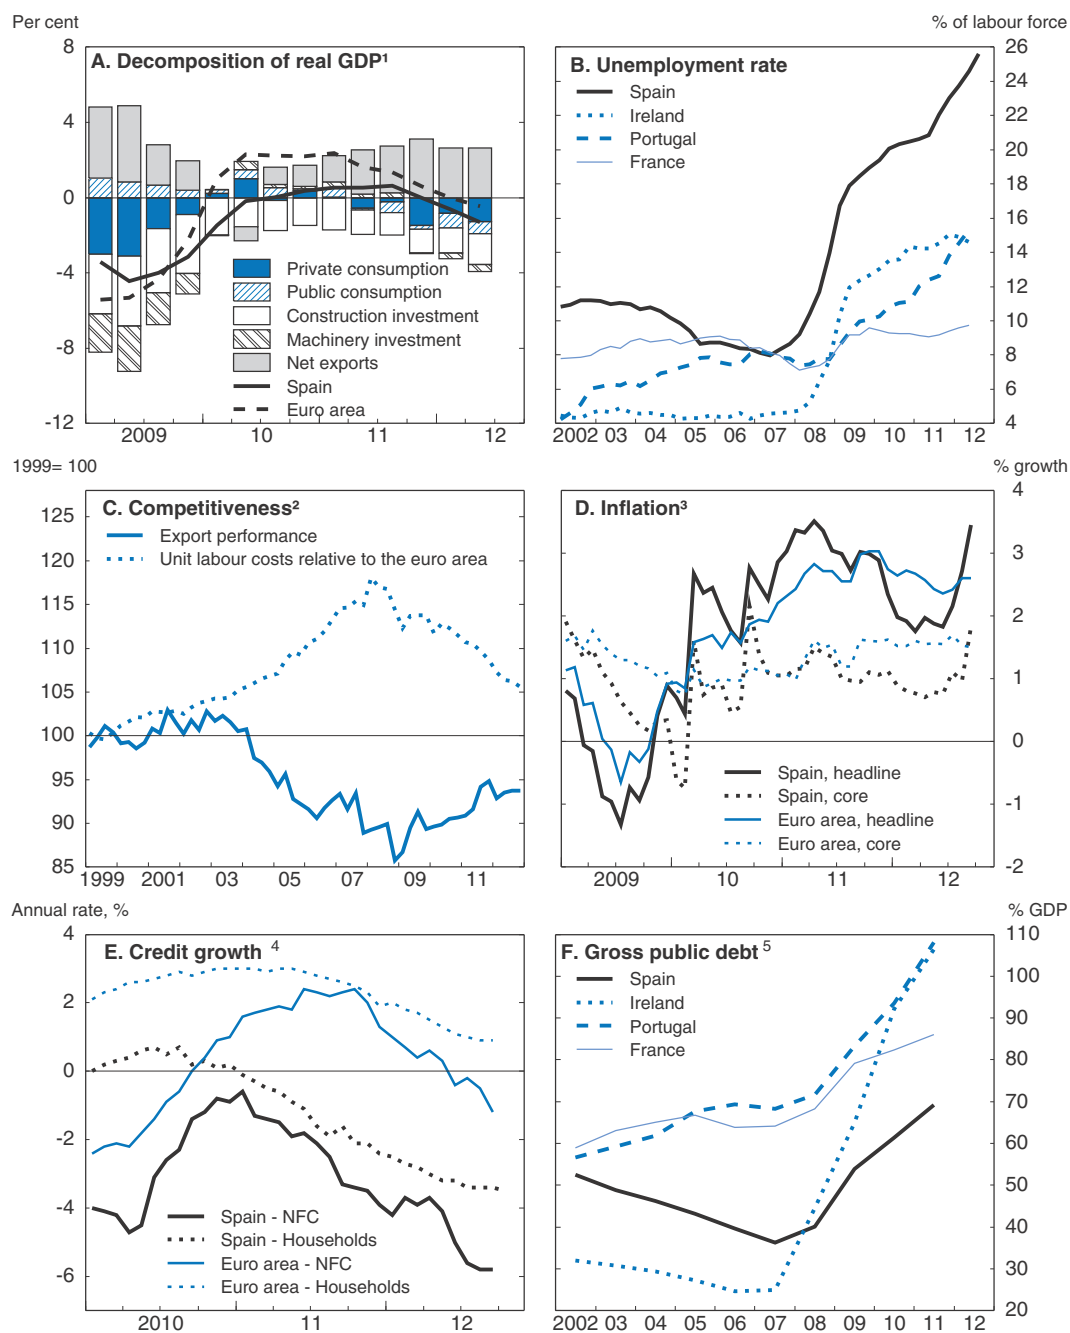 Per cent
% of labour force
A. Decomposition of real GDP¹
8
4
0
-4
-8
-12
Private consumption
Public consumption
Construction investment
Machinery investment
Net exports
Spain
Euro area
2009 10 11 12
B. Unemployment rate
Spain
Ireland
Portugal
France
26
24
22
20
18
16
14
12
10
8
6
4
2002 03 04 05 06 07 08 09 10 11 12
1999= 100
% growth
C. Competitiveness²
Export performance
Unit labour costs relative to the euro area
125
120
115
110
105
100
95
90
85
1999 2001 03 05 07 09 11
D. Inflation³
4
3
2
1
0
-1
-2
Spain, headline
Spain, core
Euro area, headline
Euro area, core
2009 10 11 12
Annual rate, %
% GDP
E. Credit growth ⁴
4
2
0
-2
-4
-6
Spain - NFC
Spain - Households
Euro area - NFC
Euro area - Households
2010 11 12
F. Gross public debt ⁵
Spain
Ireland
Portugal
France
110
100
90
80
70
60
50
40
30
20
2002 03 04 05 06 07 08 09 10 11 12